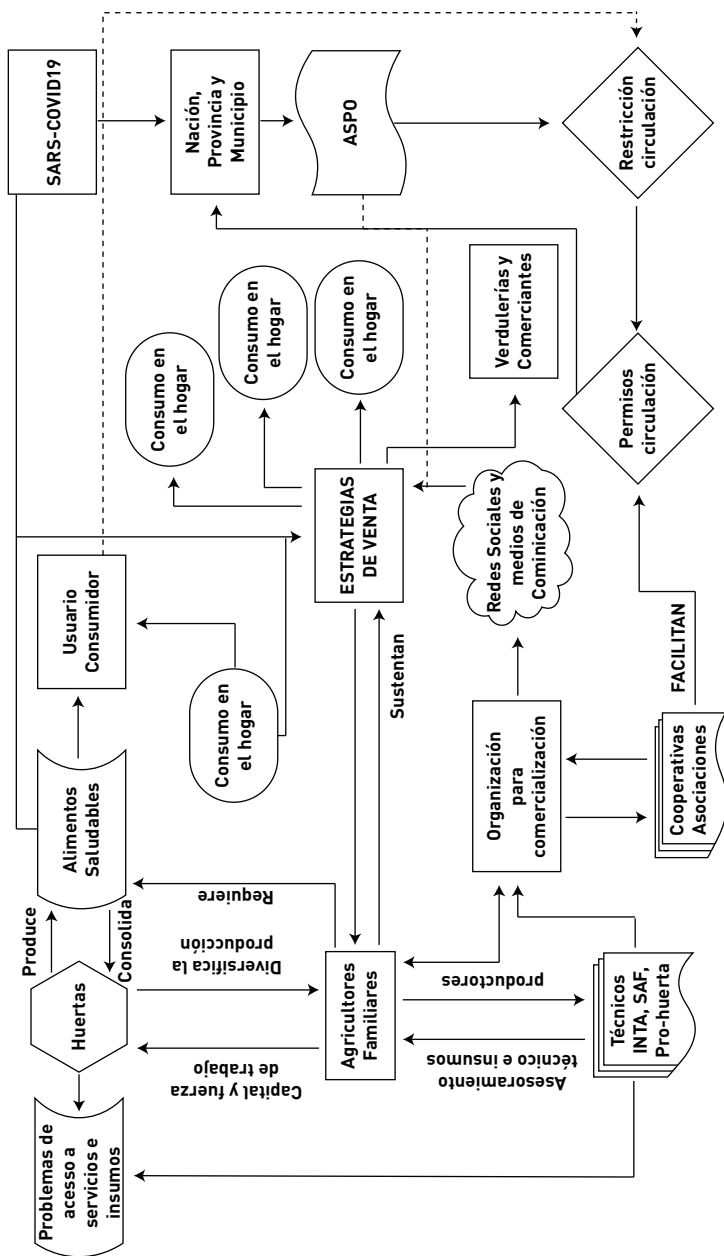 Problemas de
acesso a
servicios e
insumos
Huertas
Produce
Consolida
Alimentos
Saludables
Usuario
Consumidor
SARS-COVID19
Capital y fuerza
de trabajo
Diversifica la
producción
Requiere
Consumo en
el hogar
Consumo en
el hogar
Consumo en
el hogar
Consumo en
el hogar
Nación,
Provincia y
Municipio
Agricultores
Familiares
Sustentan
ESTRATEGIAS
DE VENTA
ASPO
Asesoramiento
técnico e insumos
productores
Organización
para
comercialización
Redes Sociales y
medios de
Cominicación
Verdulerías y
Comerciantes
Técnicos
INTA, SAF,
Pro-huerta
Cooperativas
Asociaciones
FACILITAN
Permisos
circulación
Restricción
circulación